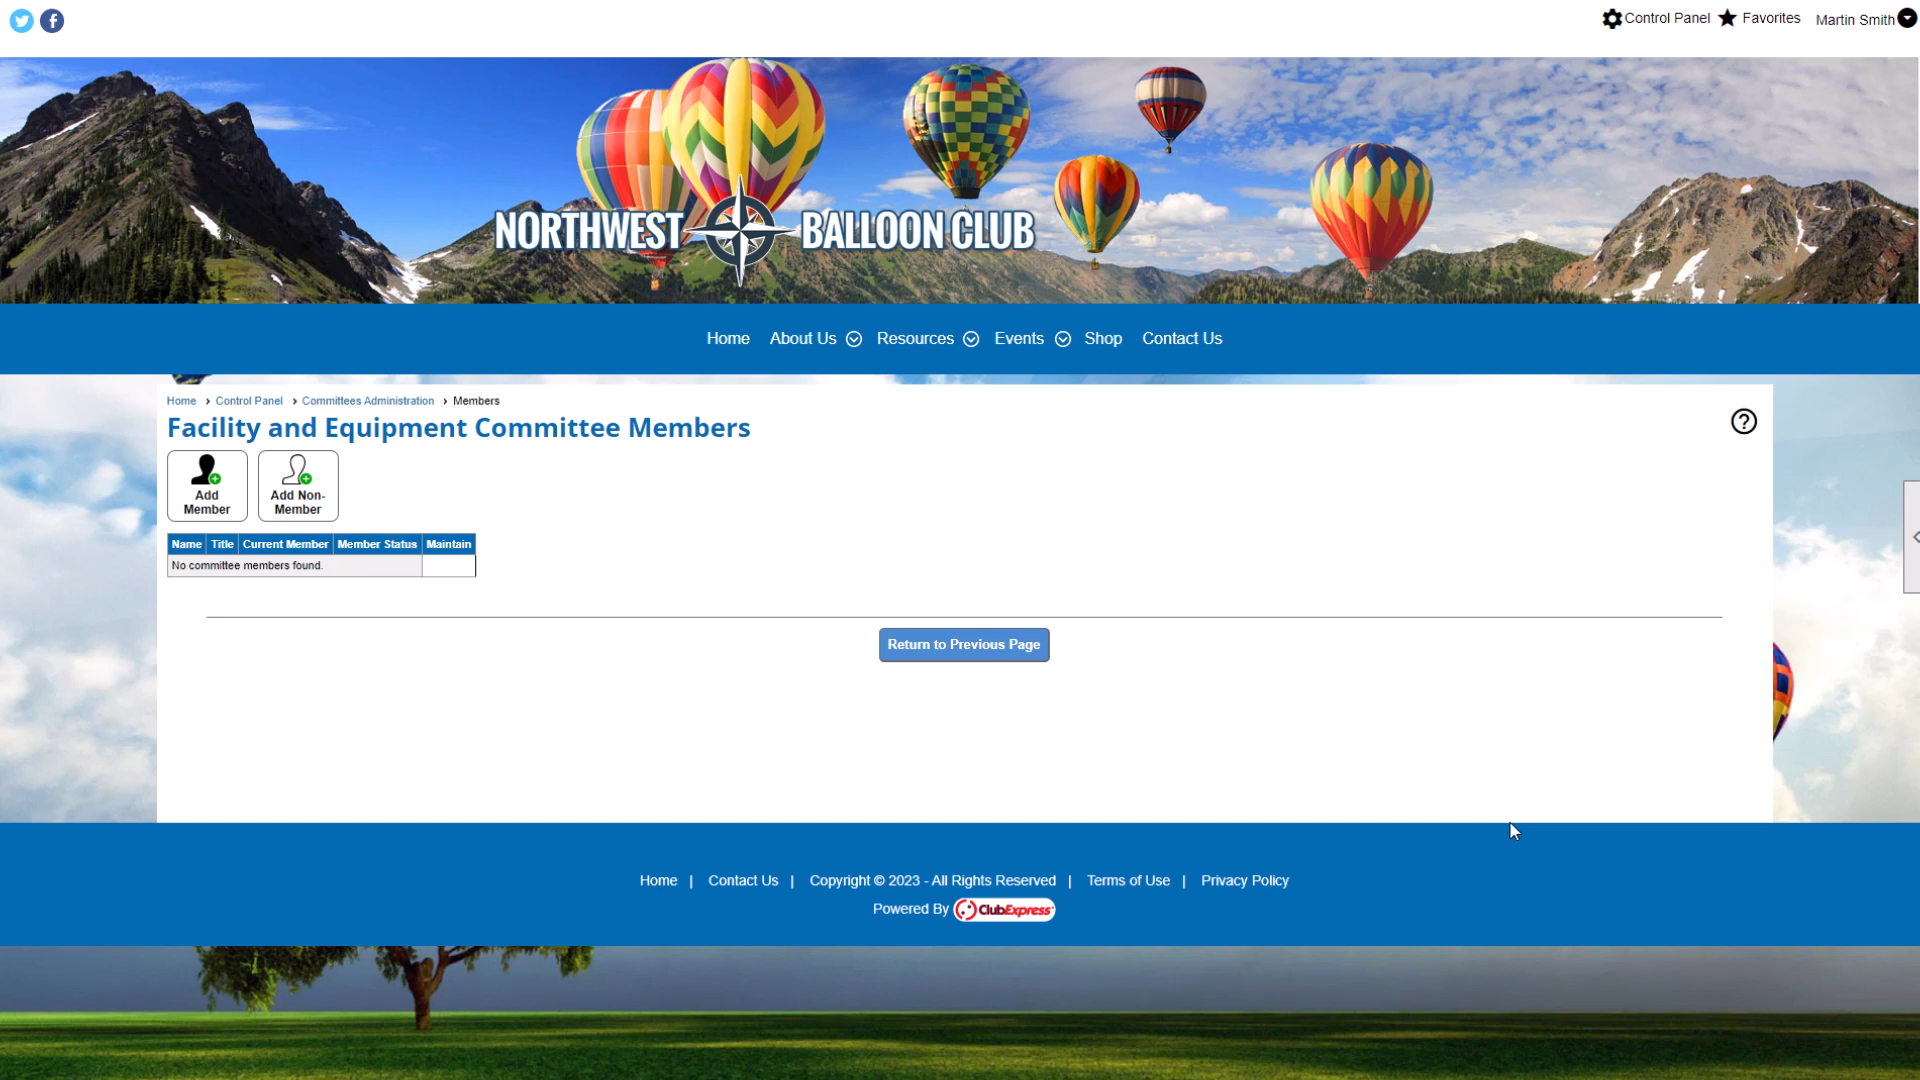 Control Panel Favorites Martin Smith
NORTHWEST BALLOON CLUB
Home About Us Resources Events Shop Contact Us
Home › Control Panel › Committees Administration › Members
Facility and Equipment Committee Members
Add Member
Add Non-Member
Name Title Current Member Member Status Maintain
No committee members found.
Return to Previous Page
Home | Contact Us | Copyright © 2023 - All Rights Reserved | Terms of Use | Privacy Policy
Powered By ClubExpress